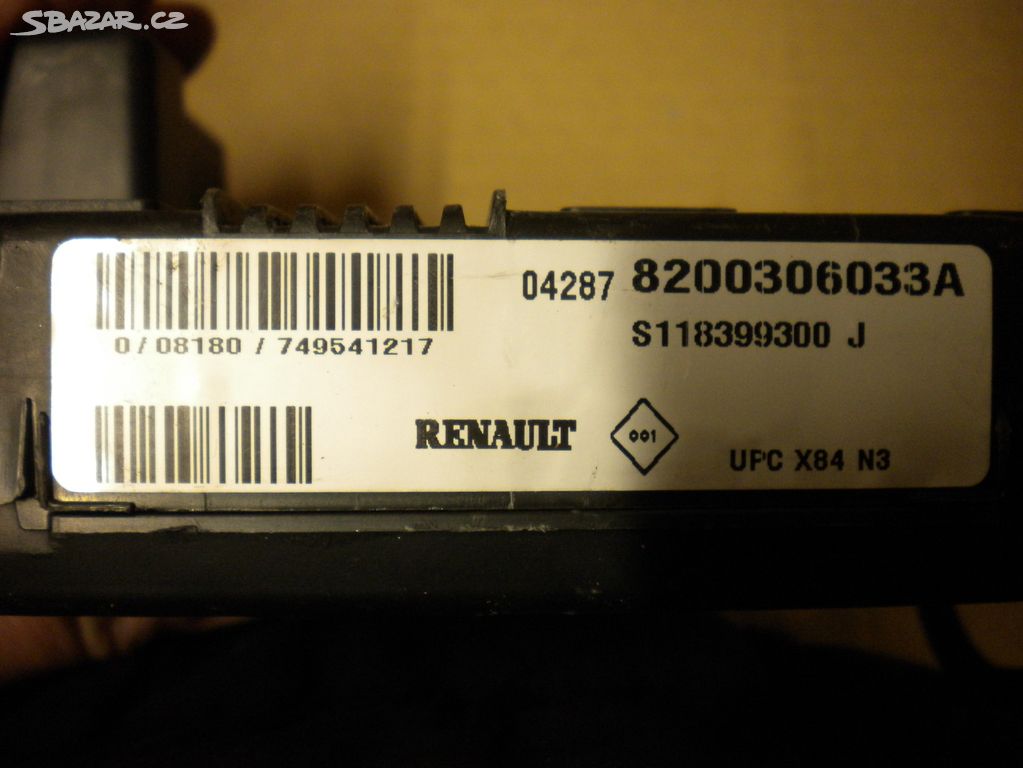 SBAZAR.CZ
04287 8200306033A
S118399300 J
0/08180/749541217
RENAULT
001
UPC X84 N3